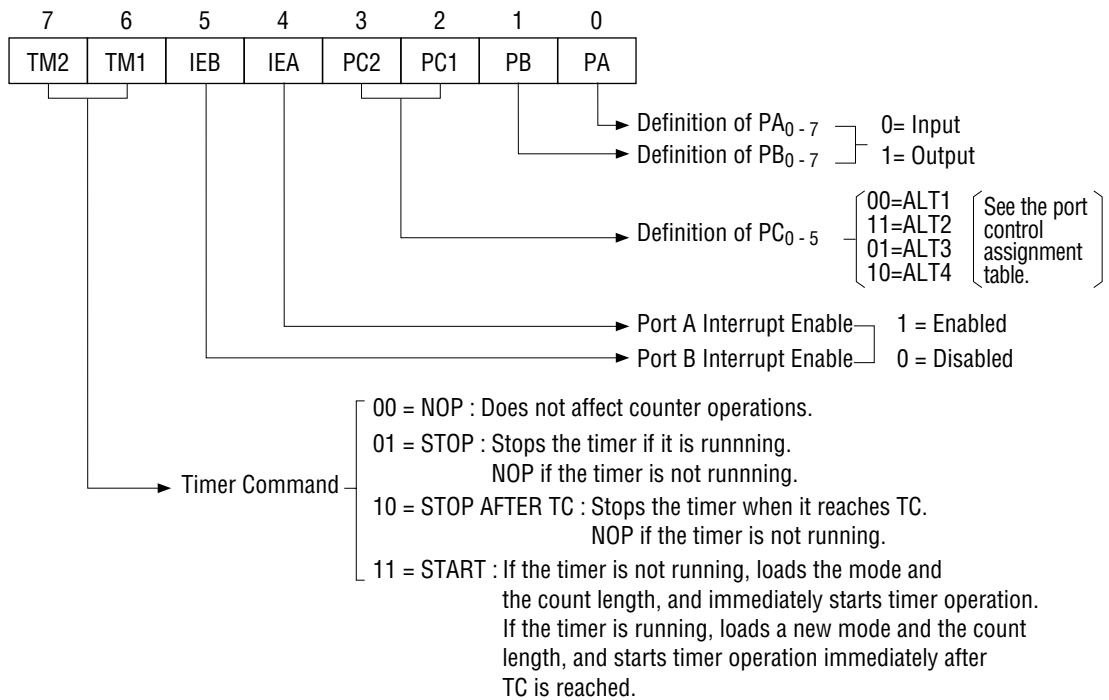 7 6 5 4 3 2 1 0
TM2 TM1 IEB IEA PC2 PC1 PB PA
Definition of PA0 - 7
0= Input
Definition of PB0 - 7
1= Output
Definition of PC0 - 5
00=ALT1
11=ALT2
01=ALT3
10=ALT4
See the port
control
assignment
table.
Port A Interrupt Enable
1 = Enabled
Port B Interrupt Enable
0 = Disabled
Timer Command
00 = NOP : Does not affect counter operations.
01 = STOP : Stops the timer if it is runnning.
NOP if the timer is not runnning.
10 = STOP AFTER TC : Stops the timer when it reaches TC.
NOP if the timer is not running.
11 = START : If the timer is not running, loads the mode and
the count length, and immediately starts timer operation.
If the timer is running, loads a new mode and the count
length, and starts timer operation immediately after
TC is reached.